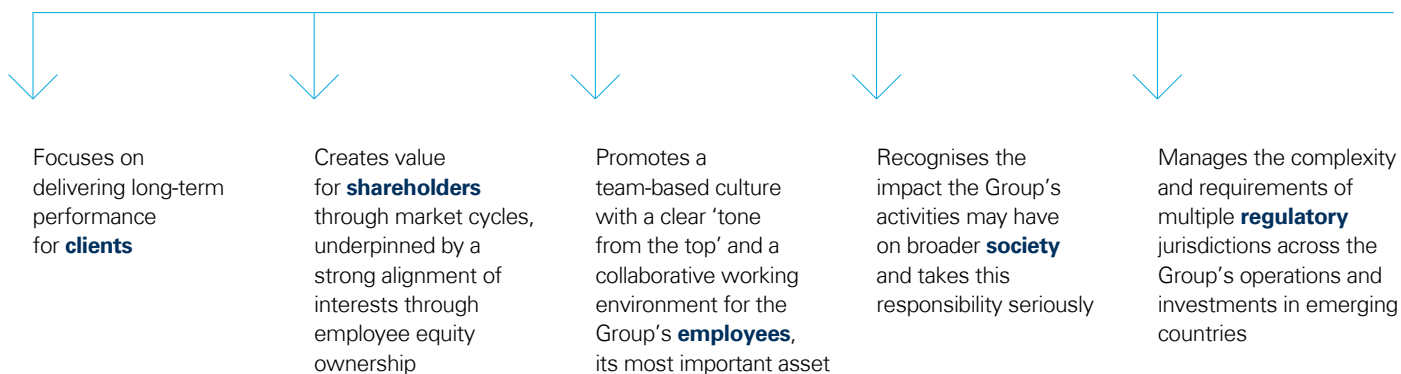 Focuses on
delivering long-term
performance
for clients
Creates value
for shareholders
through market cycles,
underpinned by a
strong alignment of
interests through
employee equity
ownership
Promotes a
team-based culture
with a clear ‘tone
from the top’ and a
collaborative working
environment for the
Group’s employees,
its most important asset
Recognises the
impact the Group’s
activities may have
on broader society
and takes this
responsibility seriously
Manages the complexity
and requirements of
multiple regulatory
jurisdictions across the
Group’s operations and
investments in emerging
countries